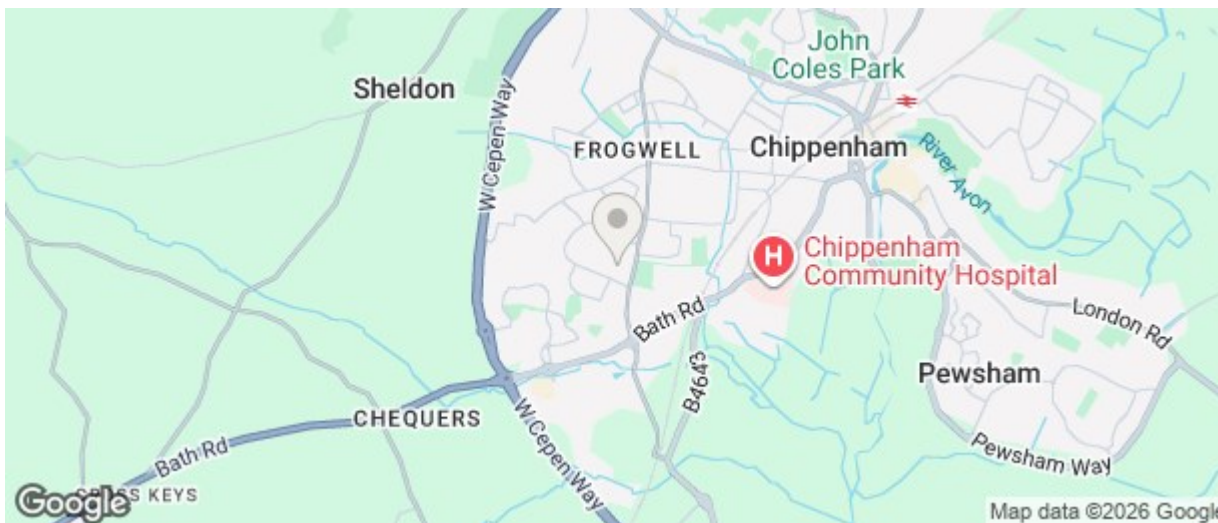 John
Coles Park
Sheldon
W Cepen Way
FROGWELL
Chippenham
River Avon
H
Chippenham
Community Hospital
London Rd
Bath Rd
B4643
Pewsham
CHEQUERS
W Cepen Way
Bath Rd
Pewsham Way
CROSS KEYS
Google
Map data ©2026 Google